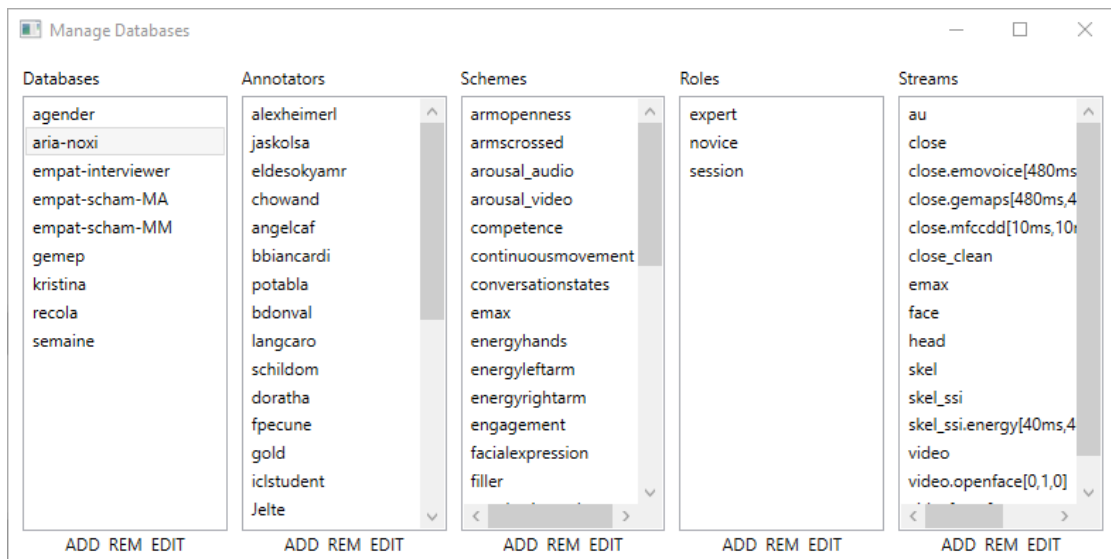 Manage Databases
Databases
agender
aria-noxi
empat-interviewer
empat-scham-MA
empat-scham-MM
gemep
kristina
recola
semaine
ADD REM EDIT
Annotators
alexheimerl
jaskolsa
eldesokyamr
chowand
angelcaf
bbiancardi
potabla
bdonval
langcaro
schildom
doratha
fpecune
gold
iclstudent
Jelte
ADD REM EDIT
Schemes
armopenness
armscrossed
arousal_audio
arousal_video
competence
continuousmovement
conversationstates
emax
energyhands
energyleftarm
energyrightarm
engagement
facialexpression
filler
ADD REM EDIT
Roles
expert
novice
session
ADD REM EDIT
Streams
au
close
close.emovoice[480ms
close.gemaps[480ms,4
close.mfccdd[10ms,10m
close_clean
emax
face
head
skel
skel_ssi
skel_ssi.energy[40ms,4
video
video.openface[0,1,0]
ADD REM EDIT